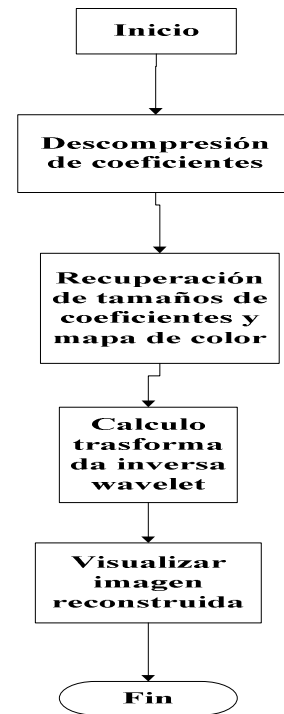 Inicio
Descompresión
de coeficientes
Recuperación
de tamaños de
coeficientes y
mapa de color
Calculo
trasforma
da inversa
wavelet
Visualizar
imagen
reconstruida
Fin